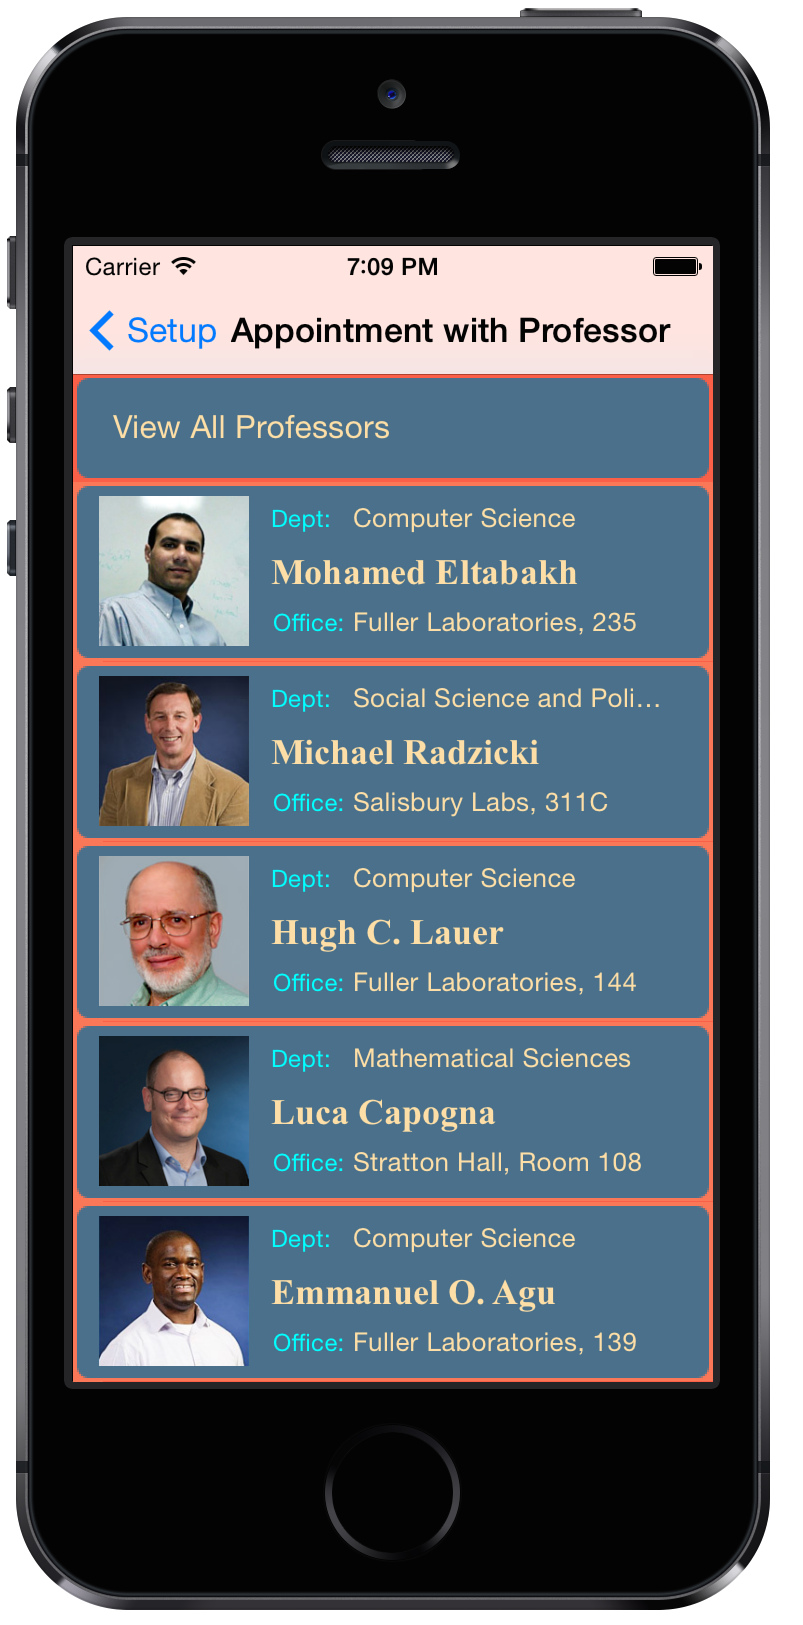 Carrier 7:09 PM
Setup Appointment with Professor
View All Professors
Dept: Computer Science
Mohamed Eltabakh
Office: Fuller Laboratories, 235
Dept: Social Science and Poli…
Michael Radzicki
Office: Salisbury Labs, 311C
Dept: Computer Science
Hugh C. Lauer
Office: Fuller Laboratories, 144
Dept: Mathematical Sciences
Luca Capogna
Office: Stratton Hall, Room 108
Dept: Computer Science
Emmanuel O. Agu
Office: Fuller Laboratories, 139